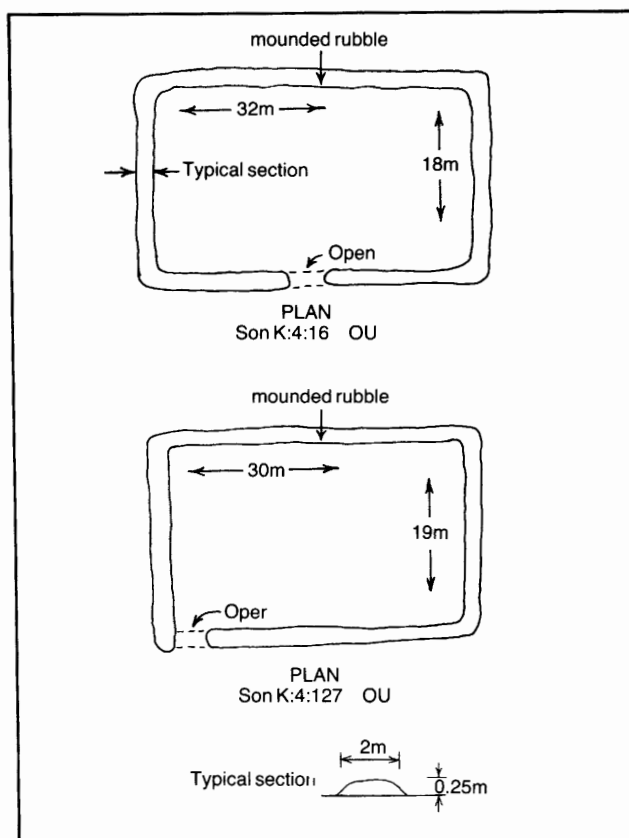 mounded rubble
32m
18m
Typical section
Open
PLAN
Son K:4:16 OU
mounded rubble
30m
19m
Oper
PLAN
Son K:4:127 OU
2m
Typical section
0.25m